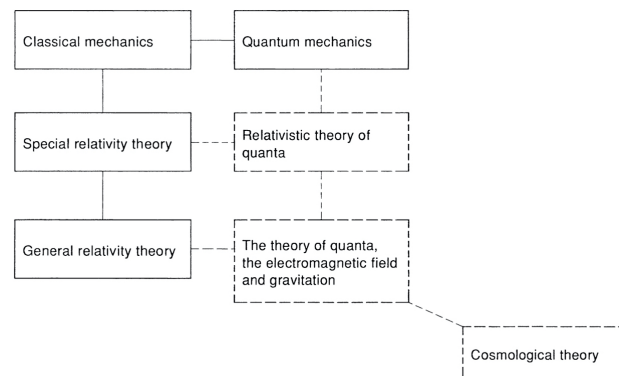 Classical mechanics
Quantum mechanics
Special relativity theory
Relativistic theory of
quanta
General relativity theory
The theory of quanta,
the electromagnetic field
and gravitation
Cosmological theory